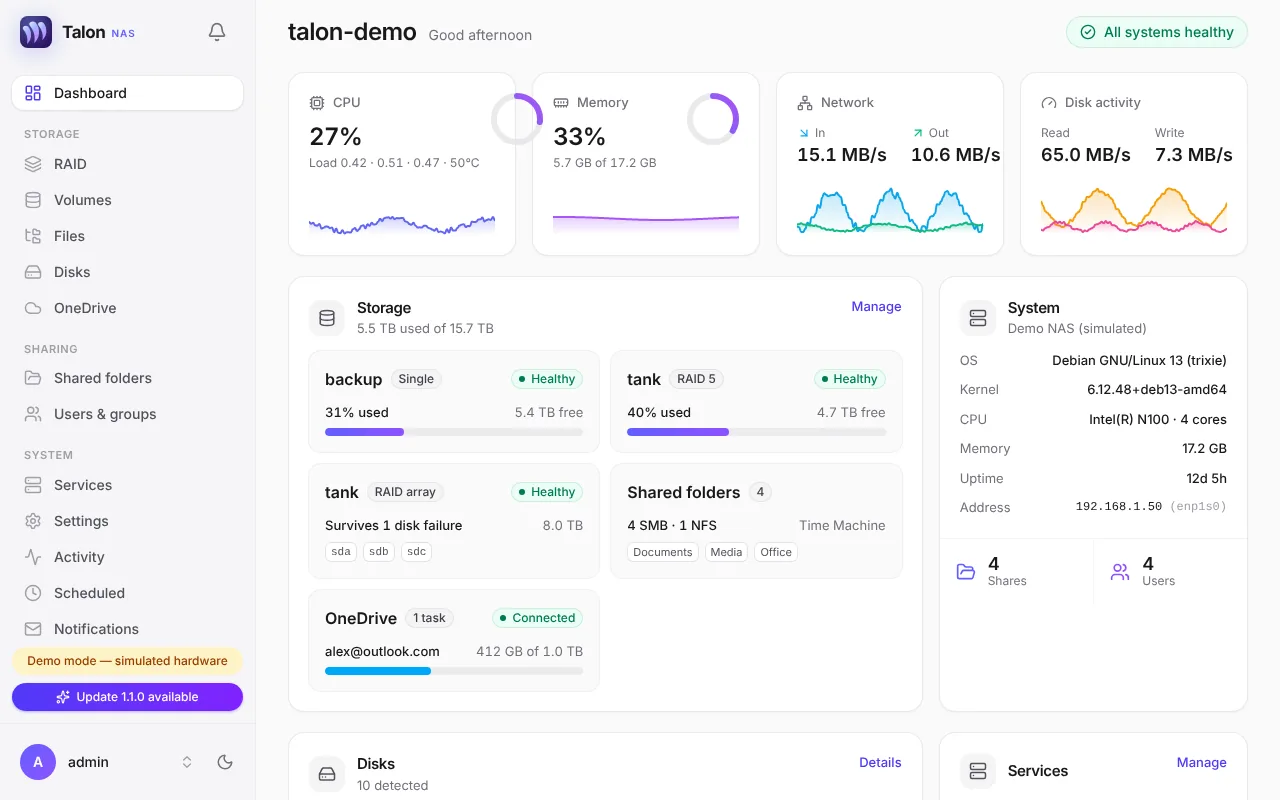 Talon NAS
Dashboard
STORAGE
RAID
Volumes
Files
Disks
OneDrive
SHARING
Shared folders
Users & groups
SYSTEM
Services
Settings
Activity
Scheduled
Notifications
Demo mode — simulated hardware
Update 1.1.0 available
A admin
talon-demo Good afternoon
All systems healthy
CPU
27%
Load 0.42 · 0.51 · 0.47 · 50°C
Memory
33%
5.7 GB of 17.2 GB
Network
In Out
15.1 MB/s 10.6 MB/s
Disk activity
Read Write
65.0 MB/s 7.3 MB/s
Storage
5.5 TB used of 15.7 TB
Manage
backup Single Healthy
31% used 5.4 TB free
tank RAID 5 Healthy
40% used 4.7 TB free
tank RAID array Healthy
Survives 1 disk failure 8.0 TB
sda sdb sdc
Shared folders 4
4 SMB · 1 NFS Time Machine
Documents Media Office
OneDrive 1 task Connected
alex@outlook.com 412 GB of 1.0 TB
System
Demo NAS (simulated)
OS Debian GNU/Linux 13 (trixie)
Kernel 6.12.48+deb13-amd64
CPU Intel(R) N100 · 4 cores
Memory 17.2 GB
Uptime 12d 5h
Address 192.168.1.50 (enp1s0)
4 Shares
4 Users
Disks
10 detected
Details
Services
Manage